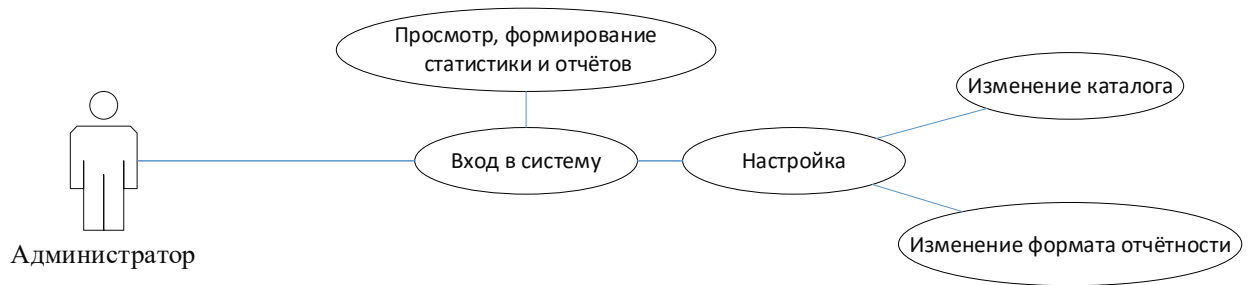 Просмотр, формирование
статистики и отчётов
Изменение каталога
Вход в систему
Настройка
Изменение формата отчётности
Администратор